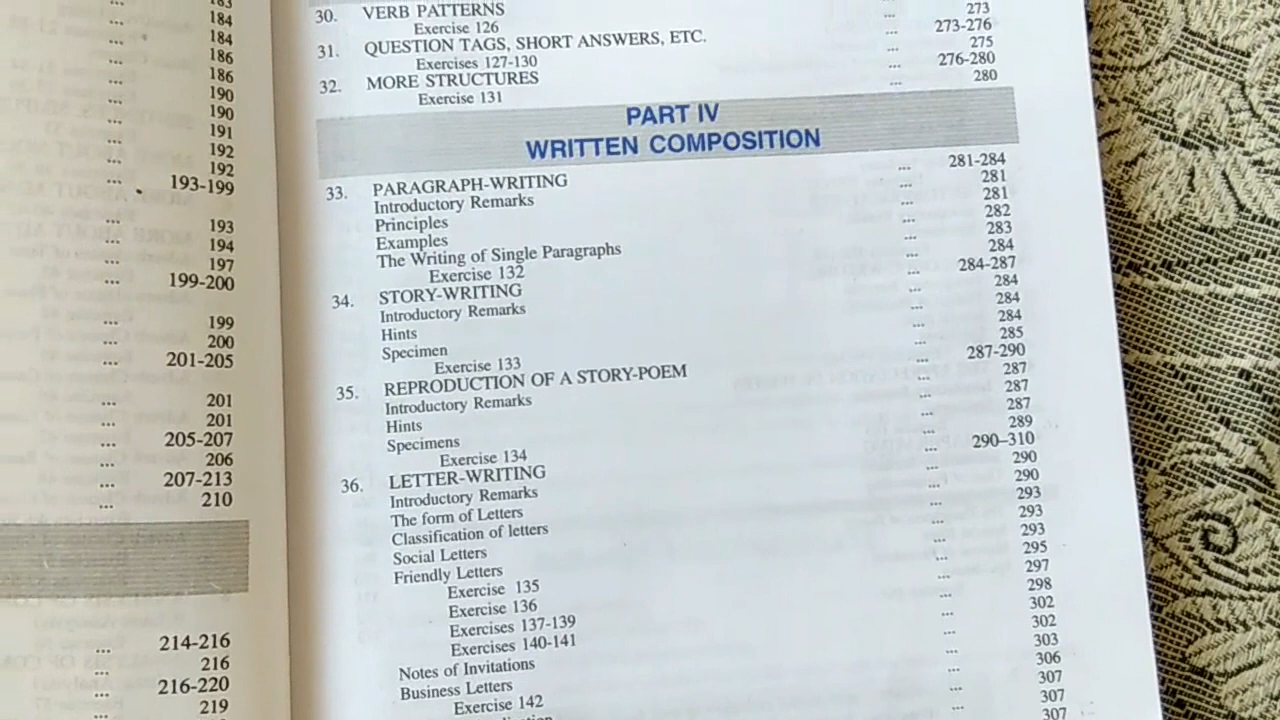 183
... 184
... 184
... 186
... 186
... 190
... 190
... 191
... 192
... 192
... 193-199
... 193
... 194
... 197
... 199-200
... 199
... 200
... 201-205
... 201
... 201
... 205-207
... 206
... 207-213
... 210
... 214-216
... 216
... 216-220
... 219
30. VERB PATTERNS
Exercise 126 ... 273
31. QUESTION TAGS, SHORT ANSWERS, ETC. ... 273-276
Exercises 127-130 ... 275
32. MORE STRUCTURES ... 276-280
Exercise 131 ... 280
PART IV
WRITTEN COMPOSITION
33. PARAGRAPH-WRITING ... 281-284
Introductory Remarks ... 281
Principles ... 281
Examples ... 282
The Writing of Single Paragraphs ... 283
Exercise 132 ... 284
34. STORY-WRITING ... 284-287
Introductory Remarks ... 284
Hints ... 284
Specimen ... 284
Exercise 133 ... 285
35. REPRODUCTION OF A STORY-POEM ... 287-290
Introductory Remarks ... 287
Hints ... 287
Specimens ... 287
Exercise 134 ... 289
36. LETTER-WRITING ... 290–310
Introductory Remarks ... 290
The form of Letters ... 290
Classification of letters ... 293
Social Letters ... 293
Friendly Letters ... 293
Exercise 135 ... 295
Exercise 136 ... 297
Exercises 137-139 ... 298
Exercises 140-141 ... 302
Notes of Invitations ... 302
Business Letters ... 303
Exercise 142 ... 306
... 307
... 307
307